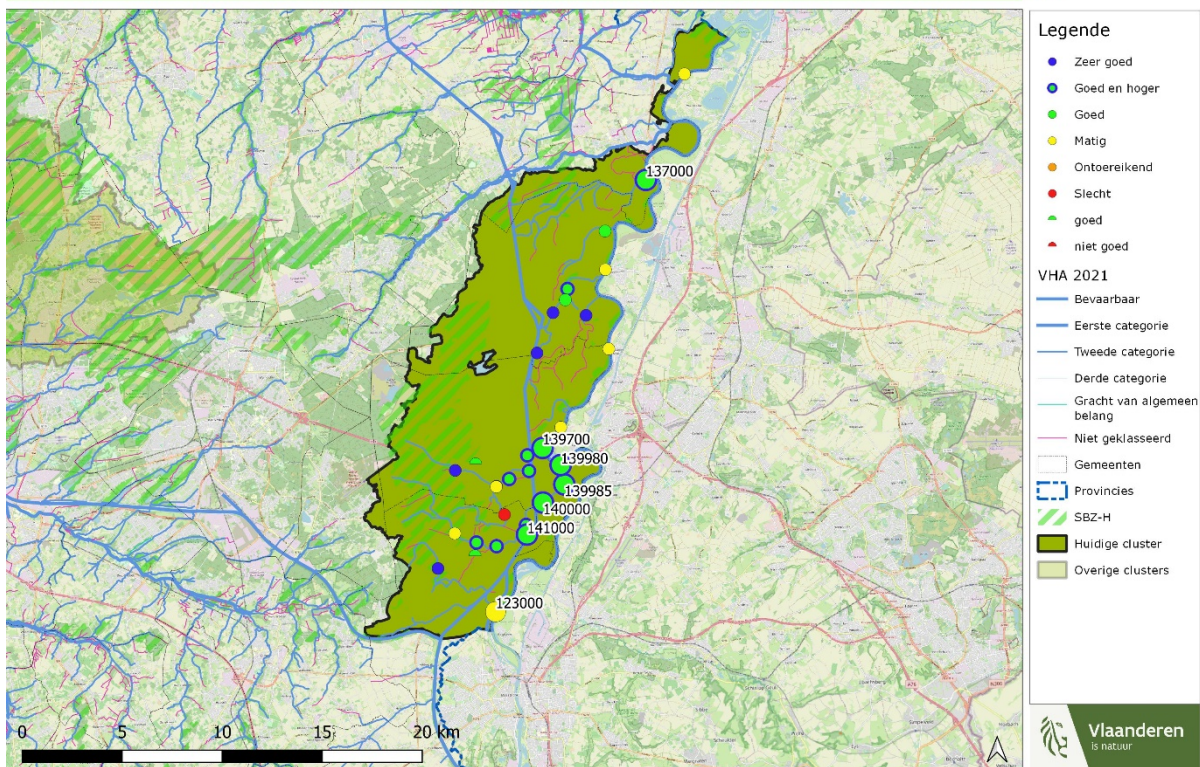 137000
139700
139980
139985
140000
141000
123000
0 5 10 15 20 km
Legende
Zeer goed
Goed en hoger
Goed
Matig
Ontoereikend
Slecht
goed
niet goed
VHA 2021
Bevaarbaar
Eerste categorie
Tweede categorie
Derde categorie
Gracht van algemeen
belang
Niet geklasseerd
Gemeenten
Provincies
SBZ-H
Huidige cluster
Overige clusters
Vlaanderen
is natuur